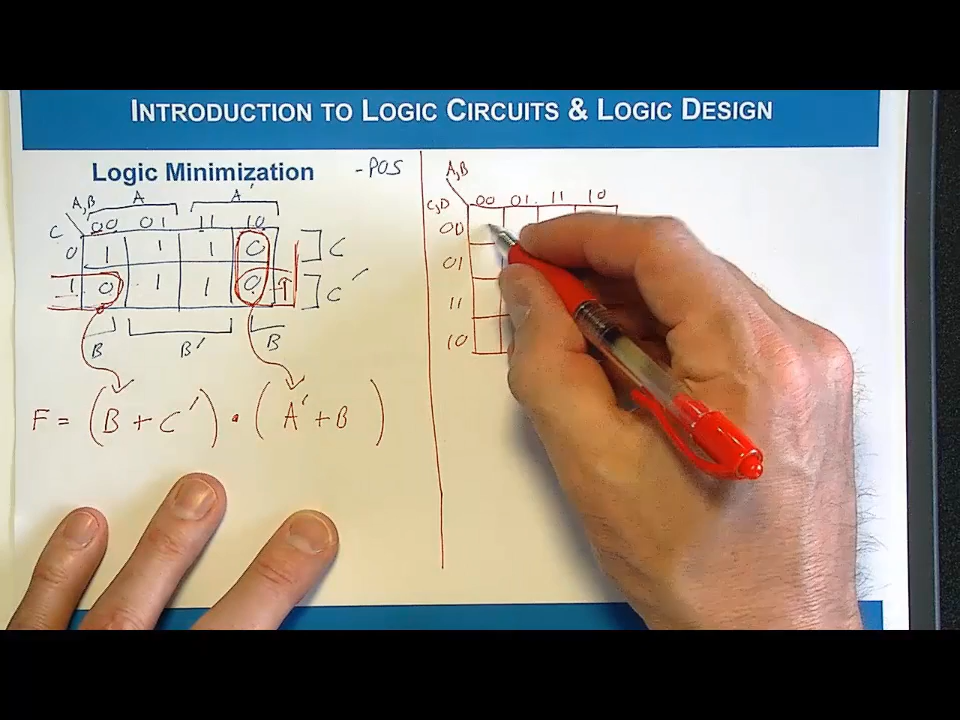 INTRODUCTION TO LOGIC CIRCUITS & LOGIC DESIGN
Logic Minimization
-POS
A,B
A
A'
C
00 01 11 10
0 1 1 1 0
C
1 0 1 1 0
C'
B
B'
B
F = (B + C') • (A' + B)
A,B
C,D
00 01 11 10
00
01
11
10